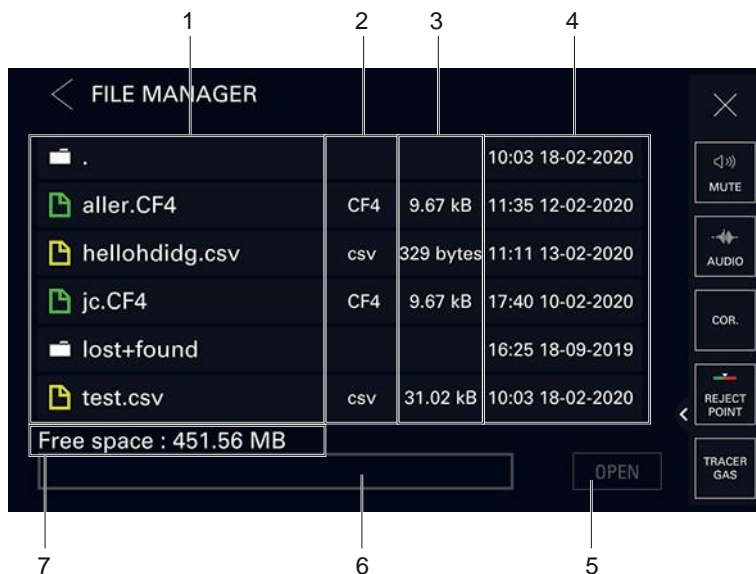 1 2 3 4
FILE MANAGER
. 10:03 18-02-2020
aller.CF4 CF4 9.67 kB 11:35 12-02-2020
hellohdidg.csv csv 329 bytes 11:11 13-02-2020
jc.CF4 CF4 9.67 kB 17:40 10-02-2020
lost+found 16:25 18-09-2019
test.csv csv 31.02 kB 10:03 18-02-2020
Free space : 451.56 MB
OPEN
MUTE
AUDIO
COR.
REJECT
POINT
TRACER
GAS
7 6 5